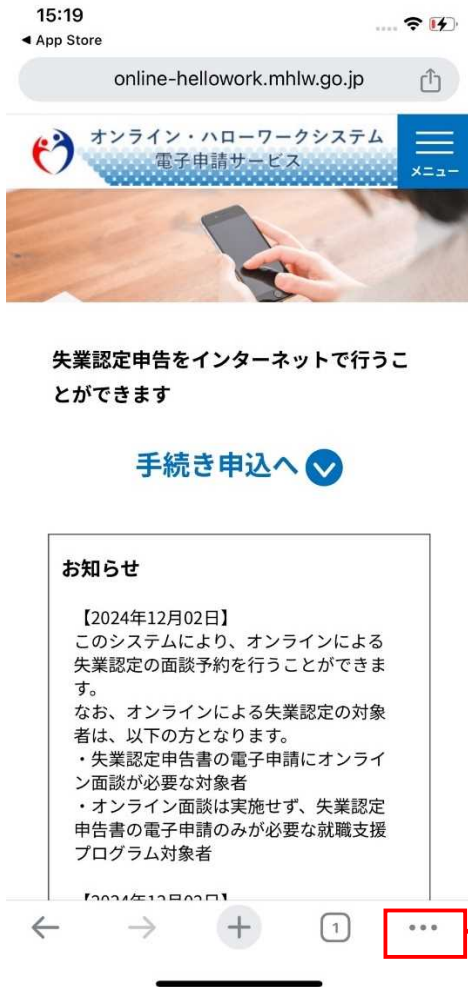 15:19
◀ App Store
online-hellowork.mhlw.go.jp
オンライン・ハローワークシステム
電子申請サービス
メニュー
失業認定申告をインターネットで行うこ
とができます
手続き申込へ
お知らせ
【2024年12月02日】
このシステムにより、オンラインによる
失業認定の面談予約を行うことができま
す。
なお、オンラインによる失業認定の対象
者は、以下の方となります。
・失業認定申告書の電子申請にオンライ
ン面談が必要な対象者
・オンライン面談は実施せず、失業認定
申告書の電子申請のみが必要な就職支援
プログラム対象者
【2024年12月02日】
1